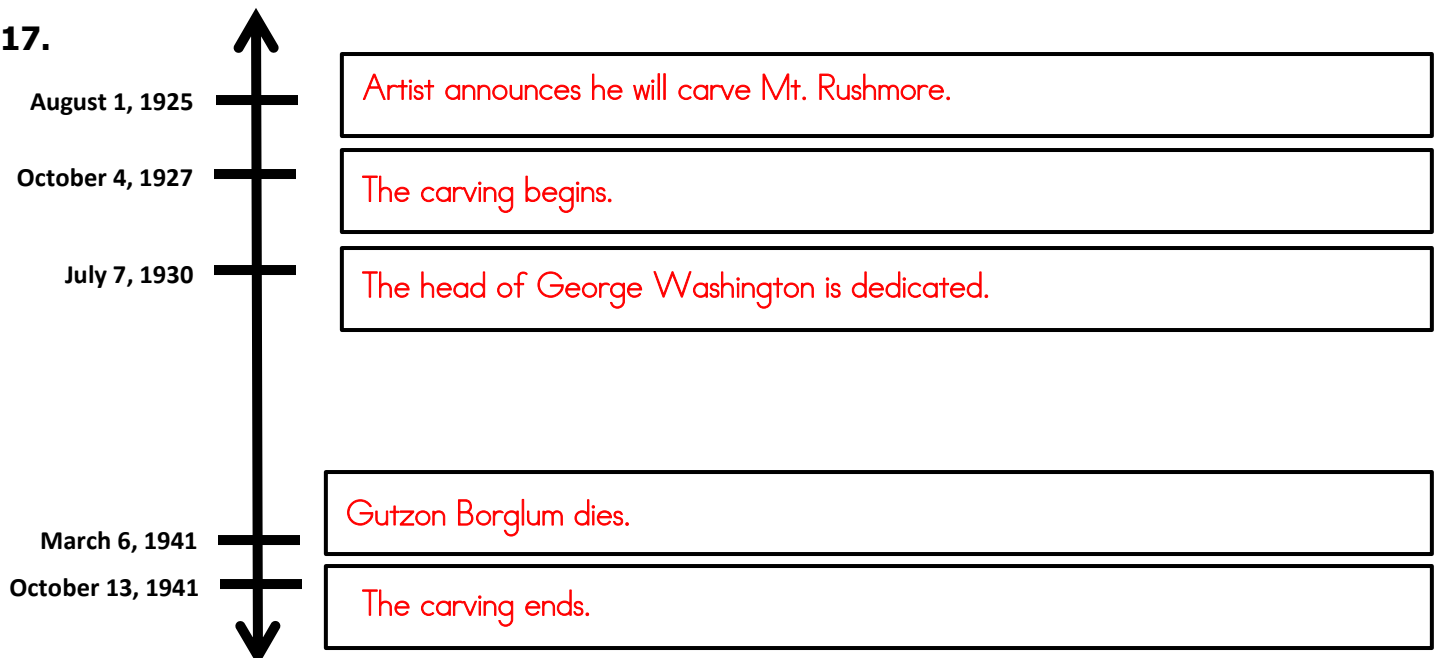 17.
August 1, 1925
Artist announces he will carve Mt. Rushmore.
October 4, 1927
The carving begins.
July 7, 1930
The head of George Washington is dedicated.
March 6, 1941
Gutzon Borglum dies.
October 13, 1941
The carving ends.